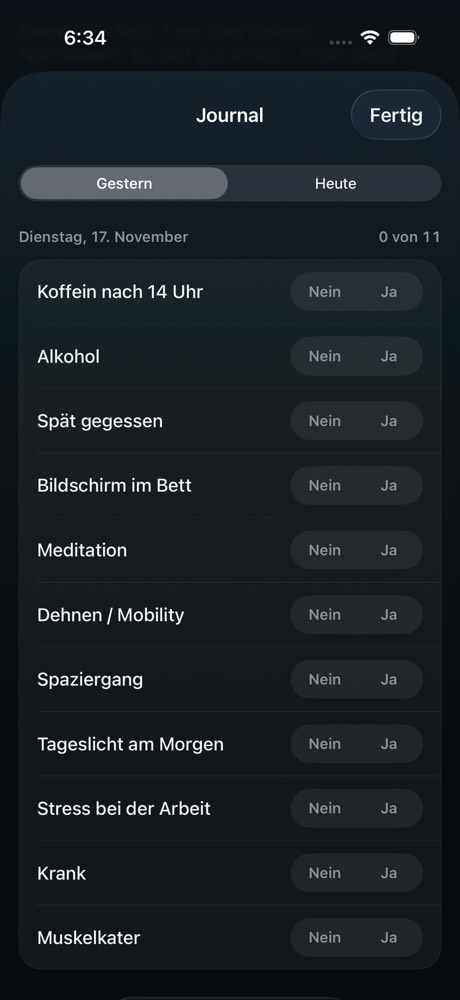 6:34
Journal
Fertig
Gestern
Heute
Dienstag, 17. November
0 von 11
Koffein nach 14 Uhr
Nein Ja
Alkohol
Nein Ja
Spät gegessen
Nein Ja
Bildschirm im Bett
Nein Ja
Meditation
Nein Ja
Dehnen / Mobility
Nein Ja
Spaziergang
Nein Ja
Tageslicht am Morgen
Nein Ja
Stress bei der Arbeit
Nein Ja
Krank
Nein Ja
Muskelkater
Nein Ja